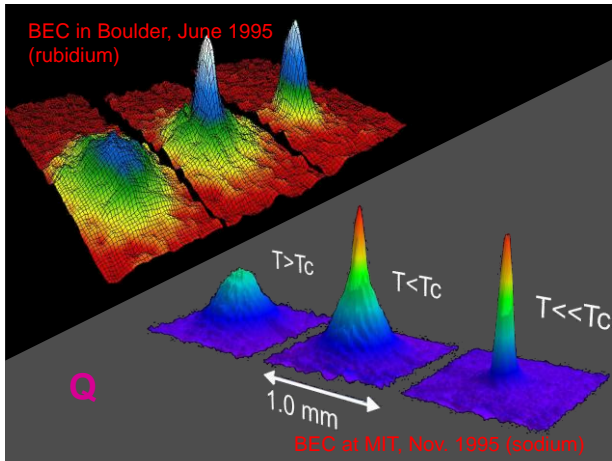 BEC in Boulder, June 1995
(rubidium)
T>Tc
T<Tc
T<<Tc
Q
1.0 mm
BEC at MIT, Nov. 1995 (sodium)